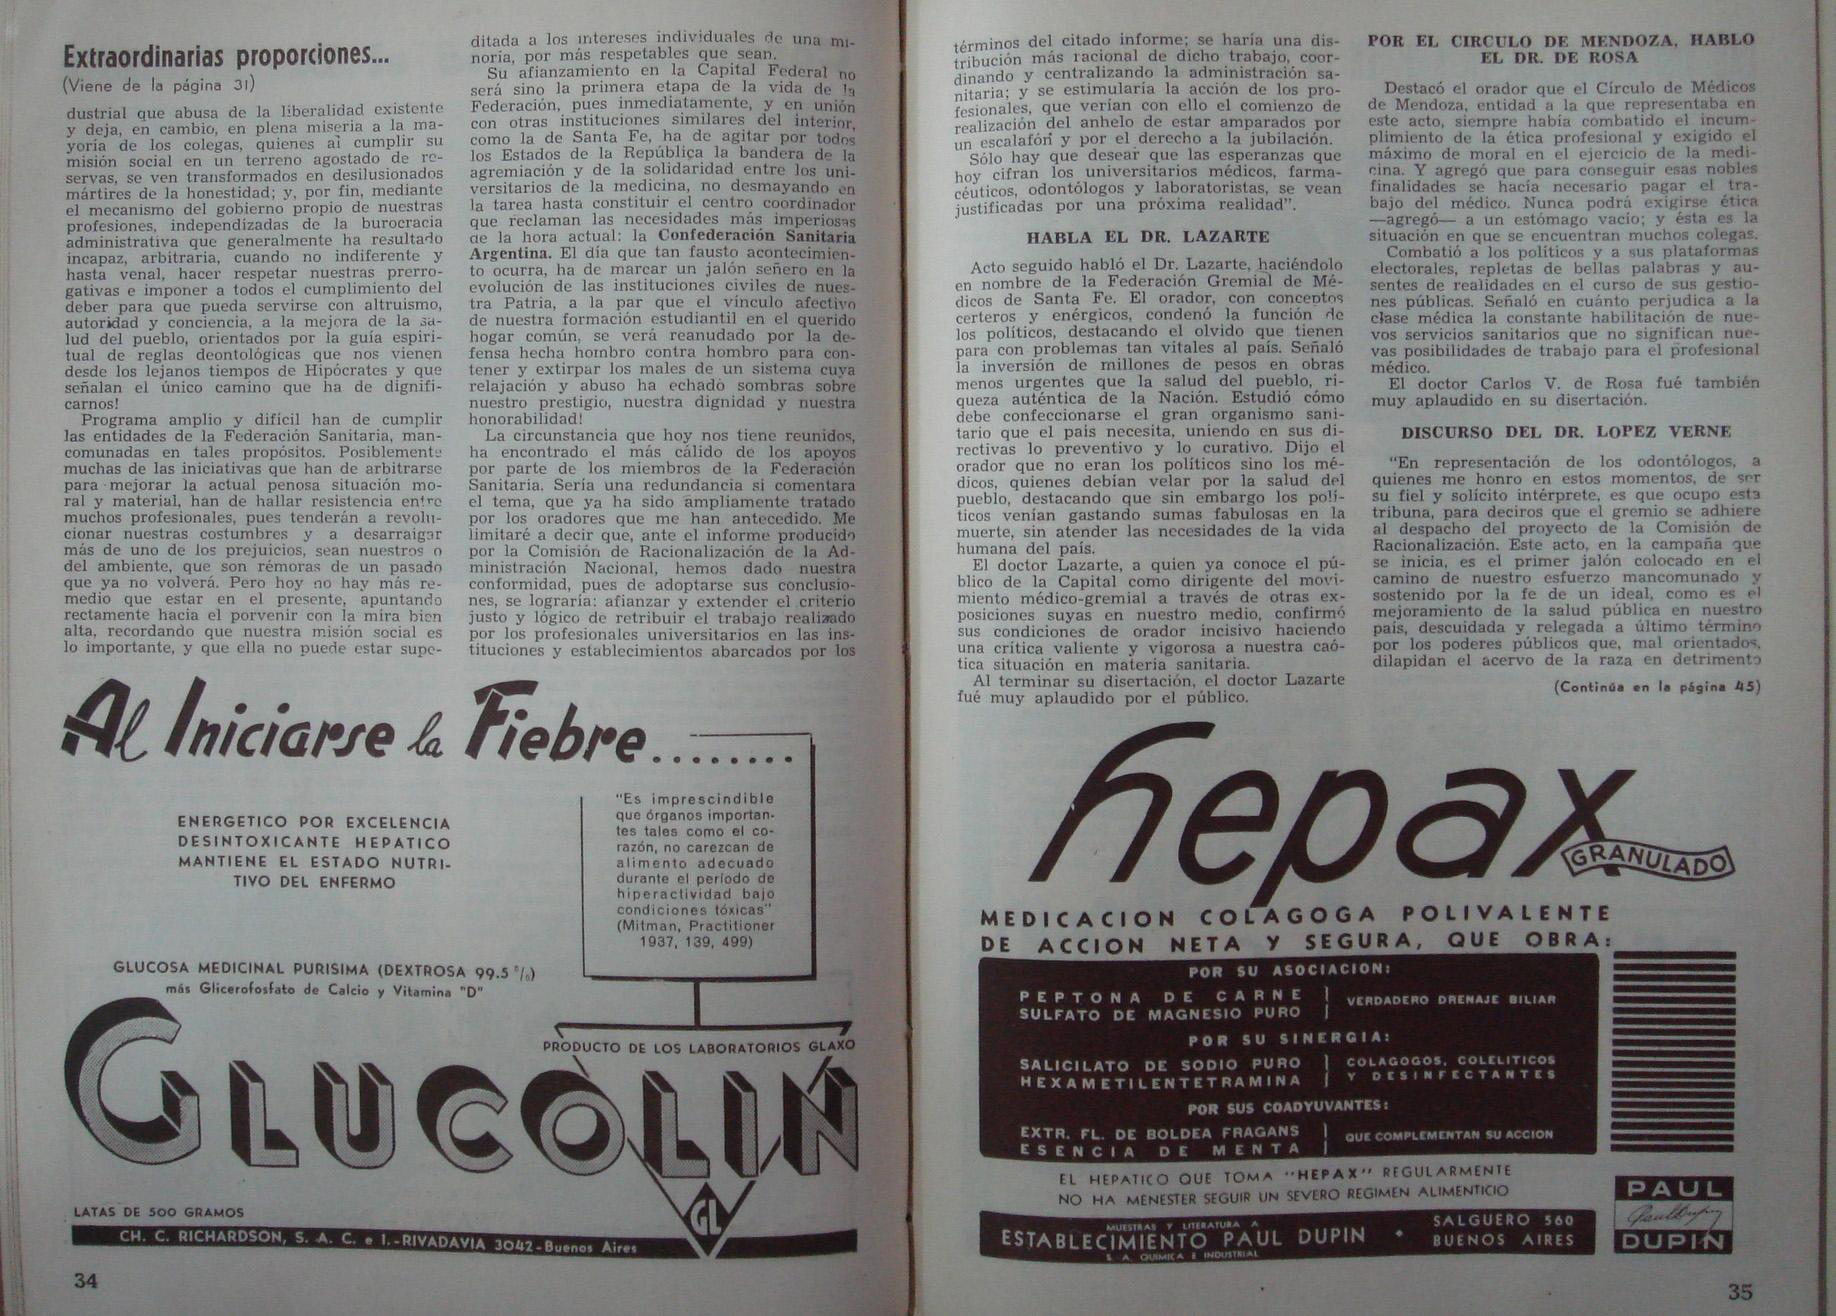 Extraordinarias proporciones...
(Viene de la página 31)
dustrial que abusa de la liberalidad existente
y deja, en cambio, en plena miseria a la ma-
yoría de los colegas, quienes al cumplir su
misión social en un terreno agostado de re-
servas, se ven transformados en desilusionados
mártires de la honestidad; y, por fin, mediante
el mecanismo del gobierno propio de nuestras
profesiones, independizadas de la burocracia
administrativa que generalmente ha resultado
incapaz, arbitraria, cuando no indiferente y
hasta venal, hacer respetar nuestras prerro-
gativas e imponer a todos el cumplimiento del
deber para que pueda servirse con altruismo,
autoridad y conciencia, a la mejora de la sa-
lud del pueblo, orientados por la guía espiri-
tual de reglas deontológicas que nos vienen
desde los lejanos tiempos de Hipócrates y que
señalan el único camino que ha de dignifi-
carnos!
Programa amplio y difícil han de cumplir
las entidades de la Federación Sanitaria, man-
comunadas en tales propósitos. Posiblemente
muchas de las iniciativas que han de arbitrarse
para mejorar la actual penosa situación mo-
ral y material, han de hallar resistencia entre
muchos profesionales, pues tenderán a revolu-
cionar nuestras costumbres y a desarraigar
más de uno de los prejuicios, sean nuestros o
del ambiente, que son rémoras de un pasado
que ya no volverá. Pero hoy no hay más re-
medio que estar en el presente, apuntando
rectamente hacia el porvenir con la mira bien
alta, recordando que nuestra misión social es
lo importante, y que ella no puede estar supe-
ditada a los intereses individuales de una mi-
noria, por más respetables que sean.
Su afianzamiento en la Capital Federal no
será sino la primera etapa de la vida de la
Federación, pues inmediatamente, y en unión
con otras instituciones similares del interior,
como la de Santa Fe, ha de agitar por todos
los Estados de la República la bandera de la
agremiación y de la solidaridad entre los uni-
versitarios de la medicina, no desmayando en
la tarea hasta constituir el centro coordinador
que reclaman las necesidades más imperiosas
de la hora actual: la Confederación Sanitaria
Argentina. El día que tan fausto acontecimien-
to ocurra, ha de marcar un jalón señero en la
evolución de las instituciones civiles de nues-
tra Patria, a la par que el vínculo afectivo
de nuestra formación estudiantil en el querido
hogar común, se verá reanudado por la de-
fensa hecha hombro contra hombro para con-
tener y extirpar los males de un sistema cuya
relajación y abuso ha echado sombras sobre
nuestro prestigio, nuestra dignidad y nuestra
honorabilidad!
La circunstancia que hoy nos tiene reunidos,
ha encontrado el más cálido de los apoyos
por parte de los miembros de la Federación
Sanitaria. Sería una redundancia si comentara
el tema, que ya ha sido ampliamente tratado
por los oradores que me han antecedido. Me
limitaré a decir que, ante el informe producido
por la Comisión de Racionalización de la Ad-
ministración Nacional, hemos dado nuestra
conformidad, pues de adoptarse sus conclusio-
nes, se lograría: afianzar y extender el criterio
justo y lógico de retribuir el trabajo realizado
por los profesionales universitarios en las ins-
tituciones y establecimientos abarcados por los
Al Iniciarse la Fiebre........
ENERGETICO POR EXCELENCIA
DESINTOXICANTE HEPATICO
MANTIENE EL ESTADO NUTRI-
TIVO DEL ENFERMO
"Es imprescindible
que órganos importan-
tes tales como el co-
razón, no carezcan de
alimento adecuado
durante el período de
hiperactividad bajo
condiciones tóxicas"
(Mitman, Practitioner
1937, 139, 499)
GLUCOSA MEDICINAL PURISIMA (DEXTROSA 99.5 %)
más Glicerofosfato de Calcio y Vitamina "D"
PRODUCTO DE LOS LABORATORIOS GLAXO
GLUCOLIN
GL
LATAS DE 500 GRAMOS
CH. C. RICHARDSON, S. A. C. e I.-RIVADAVIA 3042-Buenos Aires
34
términos del citado informe; se haría una dis-
tribución más racional de dicho trabajo, coor-
dinando y centralizando la administración sa-
nitaria; y se estimularía la acción de los pro-
fesionales, que verían con ello el comienzo de
realización del anhelo de estar amparados por
un escalafón y por el derecho a la jubilación.
Sólo hay que desear que las esperanzas que
hoy cifran los universitarios médicos, farma-
céuticos, odontólogos y laboratoristas, se vean
justificadas por una próxima realidad".
HABLA EL DR. LAZARTE
Acto seguido habló el Dr. Lazarte, haciéndolo
en nombre de la Federación Gremial de Mé-
dicos de Santa Fe. El orador, con conceptos
certeros y enérgicos, condenó la función de
los políticos, destacando el olvido que tienen
para con problemas tan vitales al país. Señaló
la inversión de millones de pesos en obras
menos urgentes que la salud del pueblo, ri-
queza auténtica de la Nación. Estudió cómo
debe confeccionarse el gran organismo sani-
tario que el país necesita, uniendo en sus di-
rectivas lo preventivo y lo curativo. Dijo el
orador que no eran los políticos sino los mé-
dicos, quienes debían velar por la salud del
pueblo, destacando que sin embargo los polí-
ticos venían gastando sumas fabulosas en la
muerte, sin atender las necesidades de la vida
humana del país.
El doctor Lazarte, a quien ya conoce el pú-
blico de la Capital como dirigente del movi-
miento médico-gremial a través de otras ex-
posiciones suyas en nuestro medio, confirmó
sus condiciones de orador incisivo haciendo
una crítica valiente y vigorosa a nuestra caó-
tica situación en materia sanitaria.
Al terminar su disertación, el doctor Lazarte
fué muy aplaudido por el público.
POR EL CIRCULO DE MENDOZA, HABLO
EL DR. DE ROSA
Destacó el orador que el Círculo de Médicos
de Mendoza, entidad a la que representaba en
este acto, siempre había combatido el incum-
plimiento de la ética profesional y exigido el
máximo de moral en el ejercicio de la medi-
cina. Y agregó que para conseguir esas nobles
finalidades se hacía necesario pagar el tra-
bajo del médico. Nunca podrá exigirse ética
—agregó— a un estómago vacío; y ésta es la
situación en que se encuentran muchos colegas.
Combatió a los políticos y a sus plataformas
electorales, repletas de bellas palabras y au-
sentes de realidades en el curso de sus gestio-
nes públicas. Señaló en cuánto perjudica a la
clase médica la constante habilitación de nue-
vos servicios sanitarios que no significan nue-
vas posibilidades de trabajo para el profesional
médico.
El doctor Carlos V. de Rosa fué también
muy aplaudido en su disertación.
DISCURSO DEL DR. LOPEZ VERNE
"En representación de los odontólogos, a
quienes me honro en estos momentos, de ser
su fiel y solícito intérprete, es que ocupo esta
tribuna, para deciros que el gremio se adhiere
al despacho del proyecto de la Comisión de
Racionalización. Este acto, en la campaña que
se inicia, es el primer jalón colocado en el
camino de nuestro esfuerzo mancomunado y
sostenido por la fe de un ideal, como es el
mejoramiento de la salud pública en nuestro
país, descuidada y relegada a último término
por los poderes públicos que, mal orientados,
dilapidan el acervo de la raza en detrimento
(Continúa en la página 45)
hepax
GRANULADO
MEDICACION COLAGOGA POLIVALENTE
DE ACCION NETA Y SEGURA, QUE OBRA:
POR SU ASOCIACION:
PEPTONA DE CARNE
SULFATO DE MAGNESIO PURO
VERDADERO DRENAJE BILIAR
POR SU SINERGIA:
SALICILATO DE SODIO PURO
HEXAMETILENTETRAMINA
COLAGOGOS, COLELITICOS
Y DESINFECTANTES
POR SUS COADYUVANTES:
EXTR. FL. DE BOLDEA FRAGANS
ESENCIA DE MENTA
QUE COMPLEMENTAN SU ACCION
EL HEPATICO QUE TOMA "HEPAX" REGULARMENTE
NO HA MENESTER SEGUIR UN SEVERO REGIMEN ALIMENTICIO
MUESTRAS Y LITERATURA A
ESTABLECIMIENTO PAUL DUPIN
S. A. QUIMICA E INDUSTRIAL
SALGUERO 560
BUENOS AIRES
PAUL
Paul Dupin
DUPIN
35